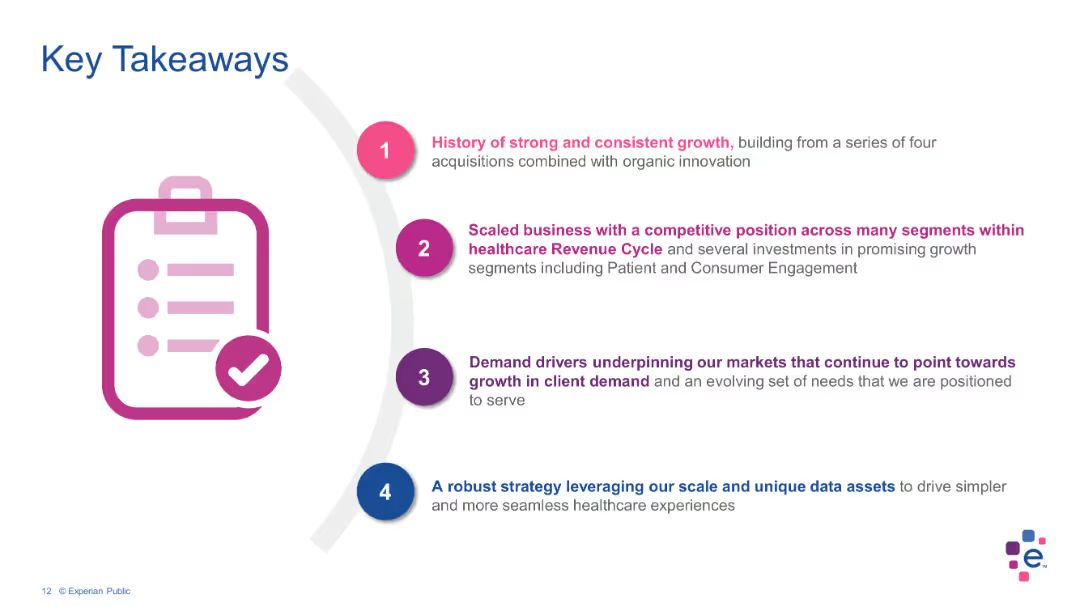 Key Takeaways
1
History of strong and consistent growth, building from a series of four
acquisitions combined with organic innovation
2
Scaled business with a competitive position across many segments within
healthcare Revenue Cycle and several investments in promising growth
segments including Patient and Consumer Engagement
3
Demand drivers underpinning our markets that continue to point towards
growth in client demand and an evolving set of needs that we are positioned
to serve
4
A robust strategy leveraging our scale and unique data assets to drive simpler
and more seamless healthcare experiences
e™
12 © Experian Public